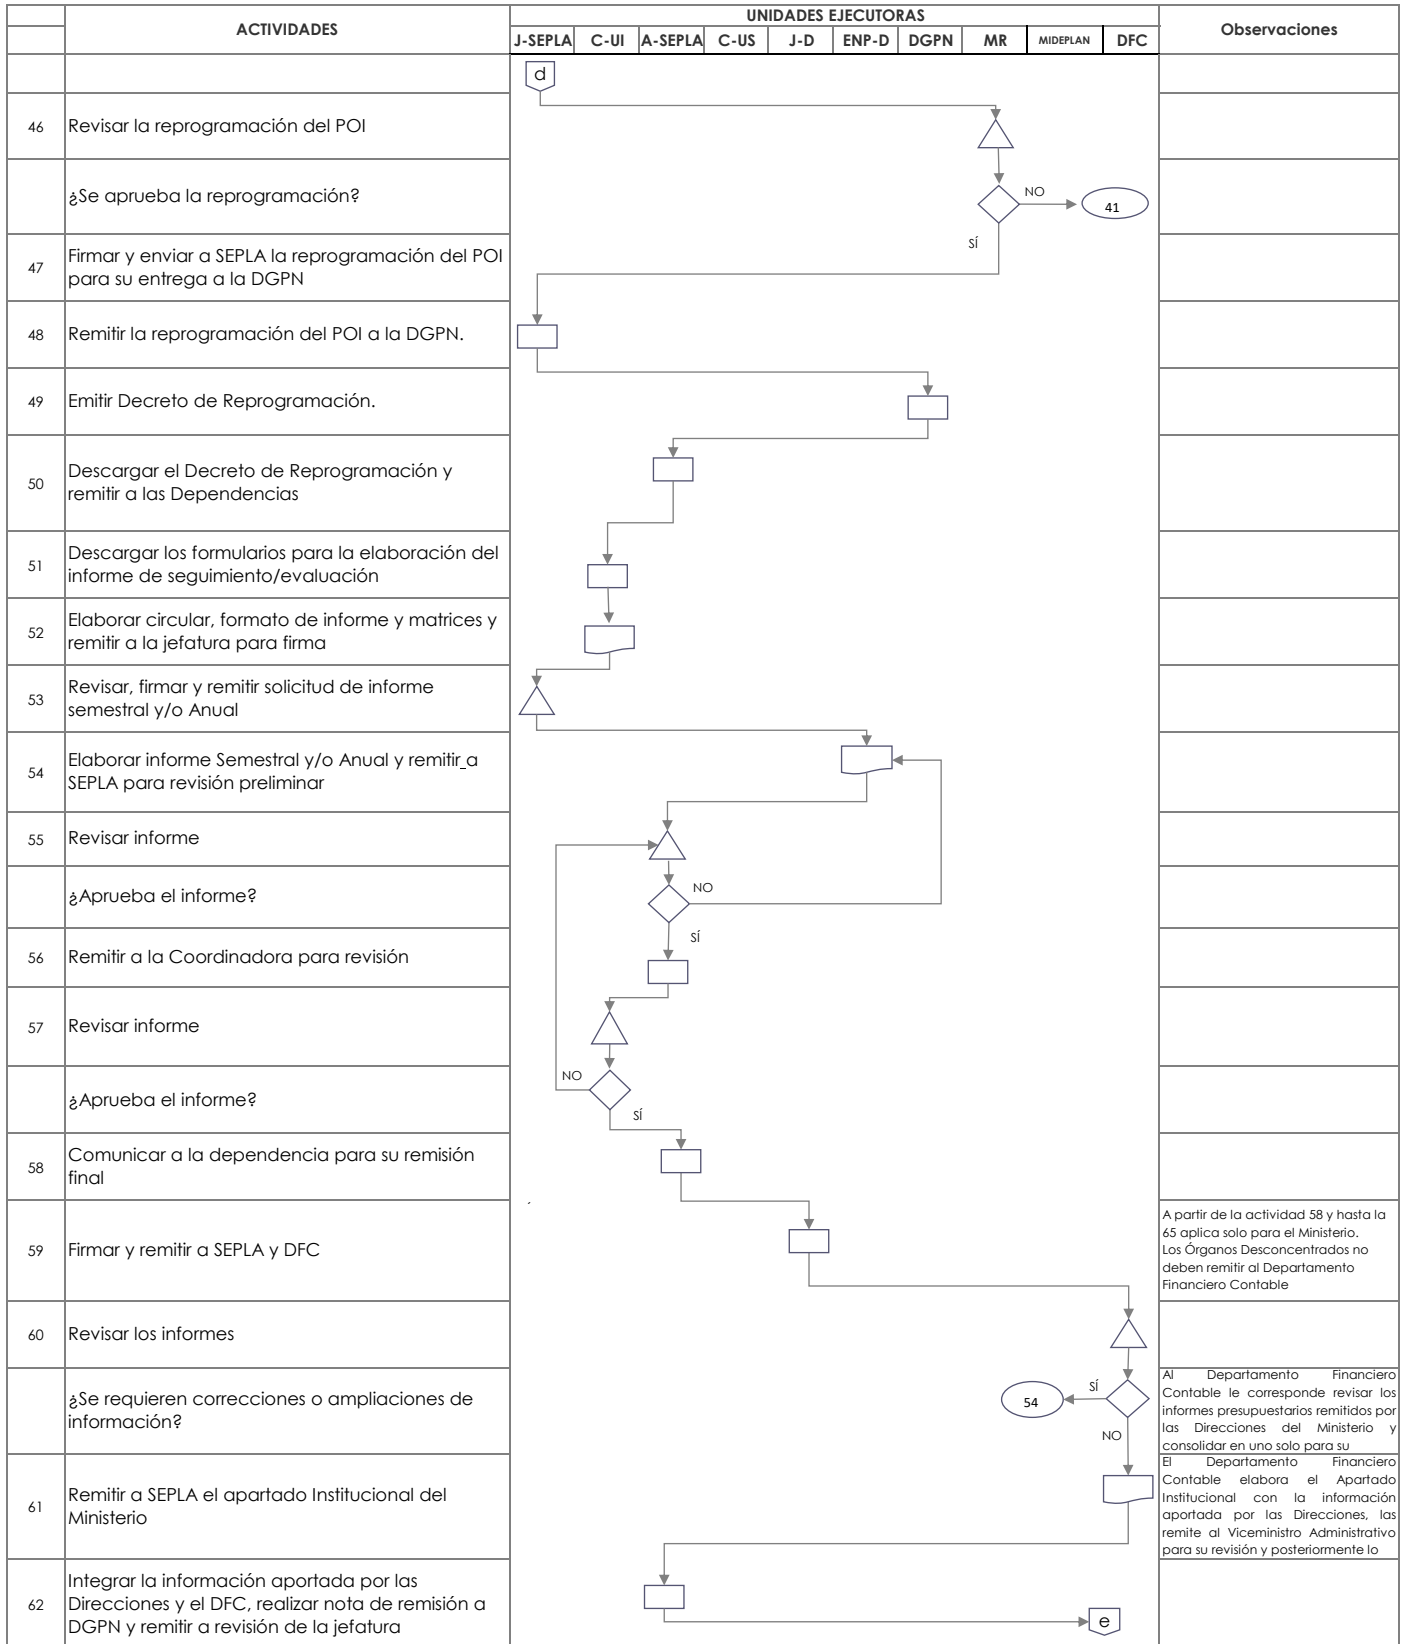 ACTIVIDADES
UNIDADES EJECUTORAS
Observaciones
J-SEPLA C-UI A-SEPLA C-US J-D ENP-D DGPN MR MIDEPLAN DFC
d
46 Revisar la reprogramación del POI
¿Se aprueba la reprogramación?
NO
41
SÍ
47 Firmar y enviar a SEPLA la reprogramación del POI
para su entrega a la DGPN
48 Remitir la reprogramación del POI a la DGPN.
49 Emitir Decreto de Reprogramación.
50 Descargar el Decreto de Reprogramación y
remitir a las Dependencias
51 Descargar los formularios para la elaboración del
informe de seguimiento/evaluación
52 Elaborar circular, formato de informe y matrices y
remitir a la jefatura para firma
53 Revisar, firmar y remitir solicitud de informe
semestral y/o Anual
54 Elaborar informe Semestral y/o Anual y remitir a
SEPLA para revisión preliminar
55 Revisar informe
¿Aprueba el informe?
NO
SÍ
56 Remitir a la Coordinadora para revisión
57 Revisar informe
¿Aprueba el informe?
NO
SÍ
58 Comunicar a la dependencia para su remisión
final
59 Firmar y remitir a SEPLA y DFC
A partir de la actividad 58 y hasta la
65 aplica solo para el Ministerio.
Los Órganos Desconcentrados no
deben remitir al Departamento
Financiero Contable
60 Revisar los informes
¿Se requieren correcciones o ampliaciones de
información?
54
SÍ
NO
Al Departamento Financiero
Contable le corresponde revisar los
informes presupuestarios remitidos por
las Direcciones del Ministerio y
consolidar en uno solo para su
61 Remitir a SEPLA el apartado Institucional del
Ministerio
El Departamento Financiero
Contable elabora el Apartado
Institucional con la información
aportada por las Direcciones, las
remite al Viceministro Administrativo
para su revisión y posteriormente lo
62 Integrar la información aportada por las
Direcciones y el DFC, realizar nota de remisión a
DGPN y remitir a revisión de la jefatura
e